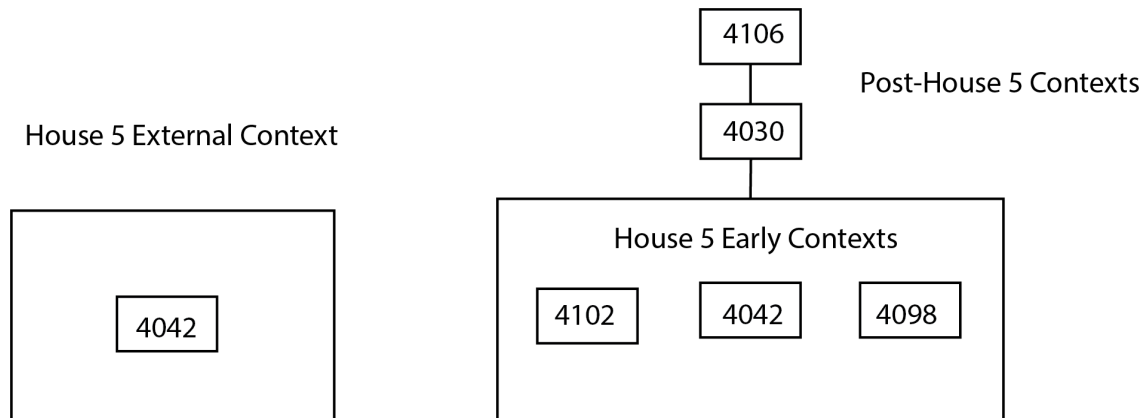 4106
Post-House 5 Contexts
4030
House 5 External Context
House 5 Early Contexts
4042
4102
4042
4098